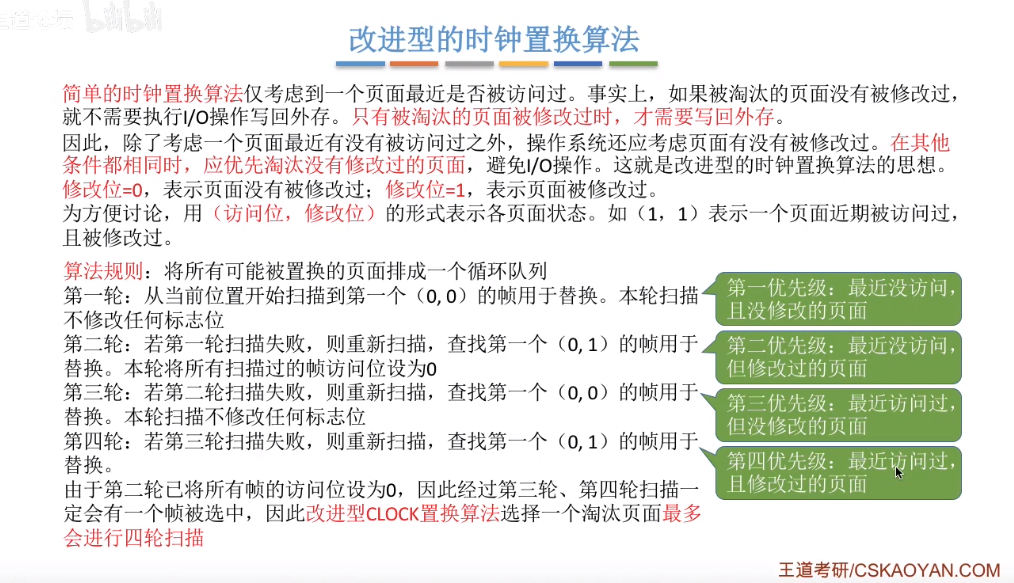 bilibili
改进型的时钟置换算法
简单的时钟置换算法仅考虑到一个页面最近是否被访问过。事实上，如果被淘汰的页面没有被修改过，
就不需要执行I/O操作写回外存。只有被淘汰的页面被修改过时，才需要写回外存。
因此，除了考虑一个页面最近有没有被访问过之外，操作系统还应考虑页面有没有被修改过。在其他
条件都相同时，应优先淘汰没有修改过的页面，避免I/O操作。这就是改进型的时钟置换算法的思想。
修改位=0，表示页面没有被修改过；修改位=1，表示页面被修改过。
为方便讨论，用（访问位，修改位）的形式表示各页面状态。如（1，1）表示一个页面近期被访问过，
且被修改过。
算法规则：将所有可能被置换的页面排成一个循环队列
第一轮：从当前位置开始扫描到第一个（0, 0）的帧用于替换。本轮扫描
不修改任何标志位
第二轮：若第一轮扫描失败，则重新扫描，查找第一个（0, 1）的帧用于
替换。本轮将所有扫描过的帧访问位设为0
第三轮：若第二轮扫描失败，则重新扫描，查找第一个（0, 0）的帧用于
替换。本轮扫描不修改任何标志位
第四轮：若第三轮扫描失败，则重新扫描，查找第一个（0, 1）的帧用于
替换。
由于第二轮已将所有帧的访问位设为0，因此经过第三轮、第四轮扫描一
定会有一个帧被选中，因此改进型CLOCK置换算法选择一个淘汰页面最多
会进行四轮扫描
第一优先级：最近没访问，
且没修改的页面
第二优先级：最近没访问，
但修改过的页面
第三优先级：最近访问过，
但没修改的页面
第四优先级：最近访问过，
且修改过的页面
王道考研/CSKAOYAN.COM